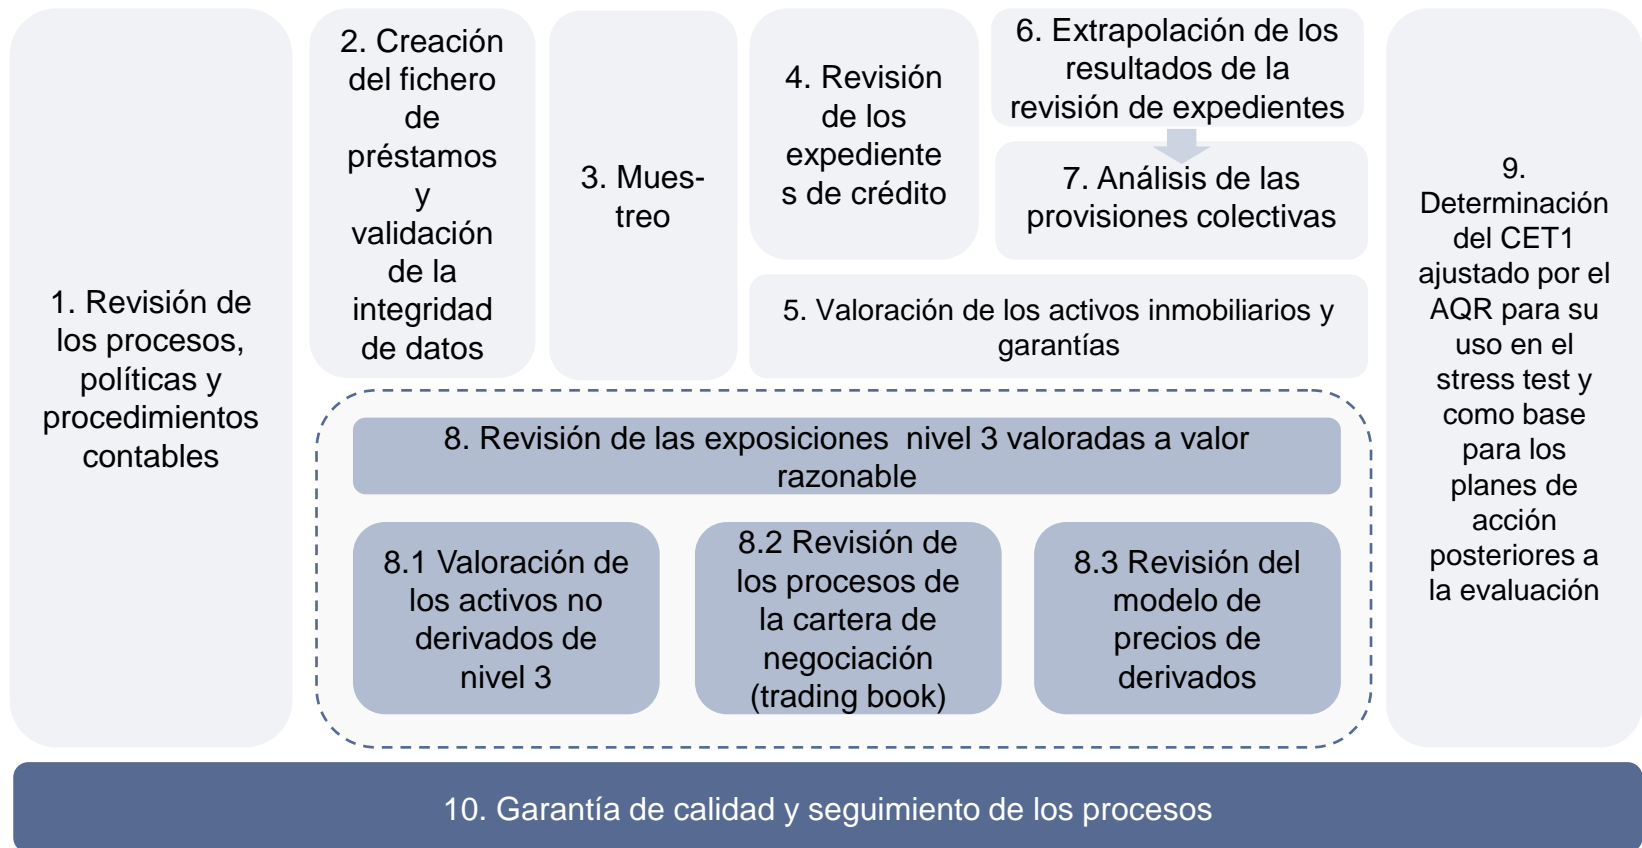 1. Revisión de
los procesos,
políticas y
procedimientos
contables
2. Creación
del fichero
de
préstamos
y
validación
de la
integridad
de datos
3. Mues-
treo
4. Revisión
de los
expediente
s de crédito
5. Valoración de los activos inmobiliarios y
garantías
6. Extrapolación de los
resultados de la
revisión de expedientes
7. Análisis de las
provisiones colectivas
8. Revisión de las exposiciones nivel 3 valoradas a valor
razonable
8.1 Valoración de
los activos no
derivados de
nivel 3
8.2 Revisión de
los procesos de
la cartera de
negociación
(trading book)
8.3 Revisión del
modelo de
precios de
derivados
9.
Determinación
del CET1
ajustado por el
AQR para su
uso en el
stress test y
como base
para los
planes de
acción
posteriores a
la evaluación
10. Garantía de calidad y seguimiento de los procesos